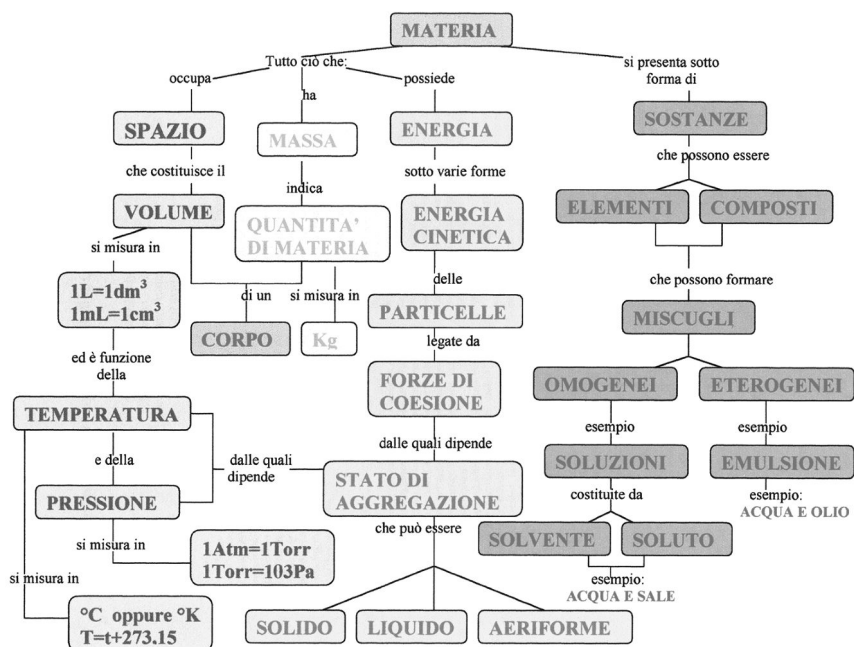 MATERIA
Tutto ciò che:
si presenta sotto
forma di
occupa
ha
possiede
SPAZIO
MASSA
ENERGIA
SOSTANZE
che costituisce il
indica
sotto varie forme
che possono essere
VOLUME
QUANTITA'
DI MATERIA
ENERGIA
CINETICA
ELEMENTI
COMPOSTI
si misura in
di un
si misura in
delle
che possono formare
1L=1dm³
1mL=1cm³
CORPO
Kg
PARTICELLE
MISCUGLI
ed è funzione
della
legate da
FORZE DI
COESIONE
OMOGENEI
ETEROGENEI
TEMPERATURA
dalle quali dipende
esempio
esempio
e della
dalle quali
dipende
STATO DI
AGGREGAZIONE
SOLUZIONI
EMULSIONE
PRESSIONE
che può essere
costituite da
esempio:
ACQUA E OLIO
si misura in
1Atm=1Torr
1Torr=103Pa
SOLVENTE
SOLUTO
si misura in
esempio:
ACQUA E SALE
°C oppure °K
T=t+273.15
SOLIDO
LIQUIDO
AERIFORME